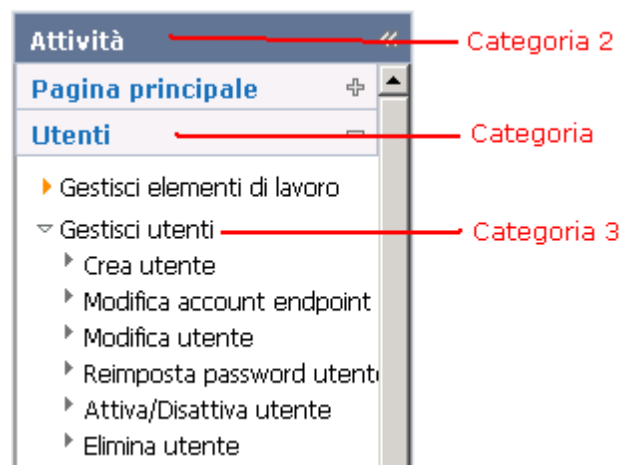 Attività « Categoria 2
Pagina principale
Utenti Categoria
Gestisci elementi di lavoro
Gestisci utenti Categoria 3
Crea utente
Modifica account endpoint
Modifica utente
Reimposta password utent
Attiva/Disattiva utente
Elimina utente